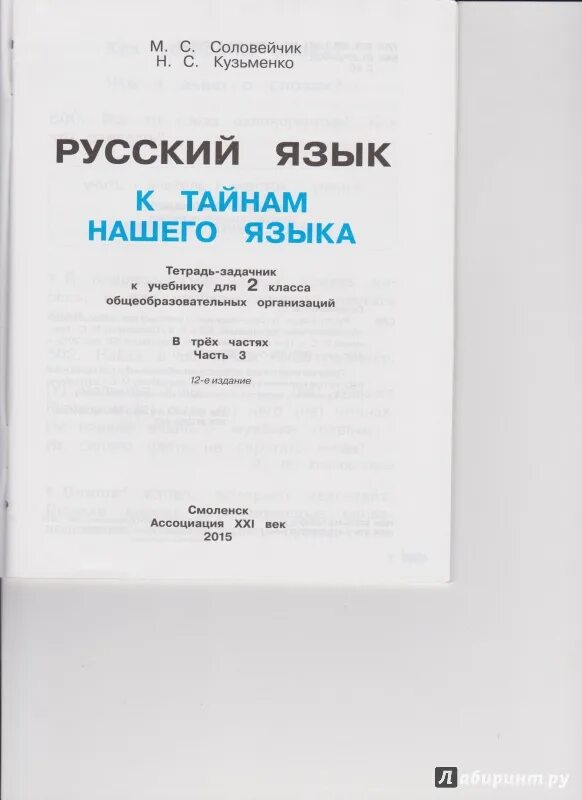 М. С. Соловейчик
Н. С. Кузьменко
РУССКИЙ ЯЗЫК
К ТАЙНАМ
НАШЕГО ЯЗЫКА
Тетрадь-задачник
к учебнику для 2 класса
общеобразовательных организаций
В трёх частях
Часть 3
12-е издание
Смоленск
Ассоциация XXI век
2015
Лабиринт.ру